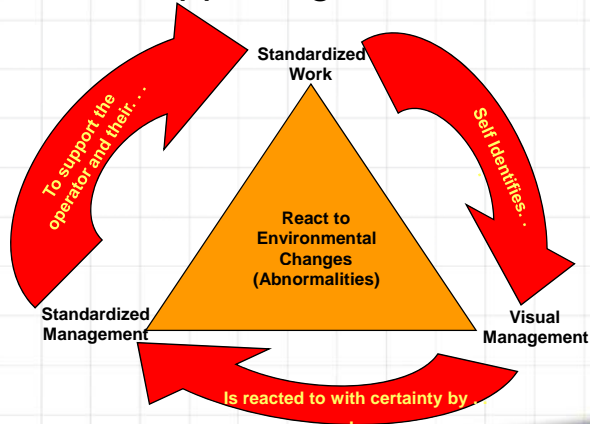 Standardized
Work
To support the
operator and their. . .
Self Identifies. .
React to
Environmental
Changes
(Abnormalities)
Standardized
Management
Visual
Management
Is reacted to with certainty by .